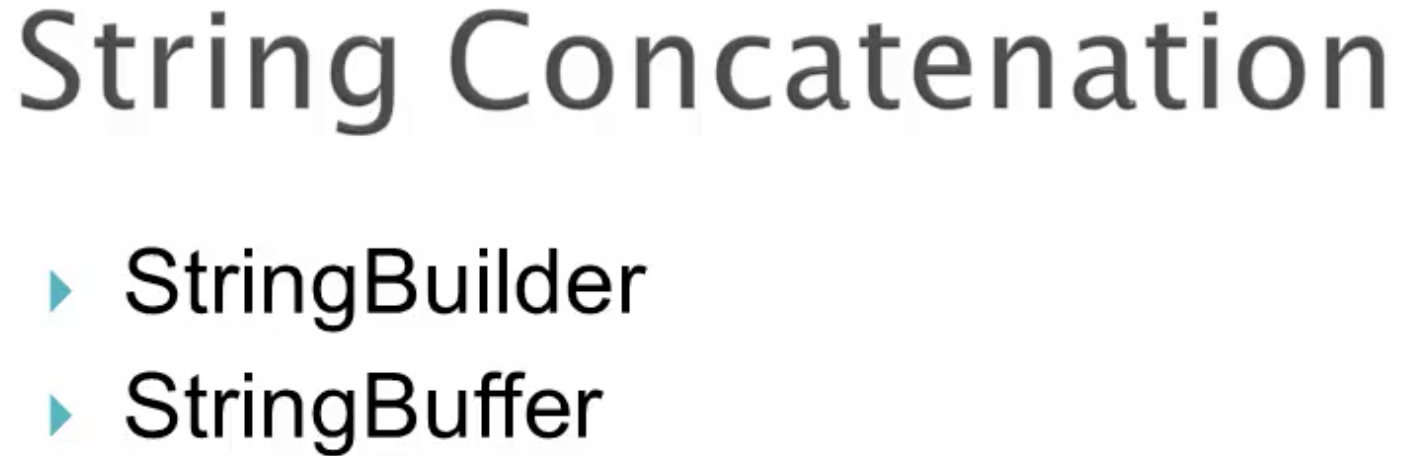 String Concatenation
StringBuilder
StringBuffer